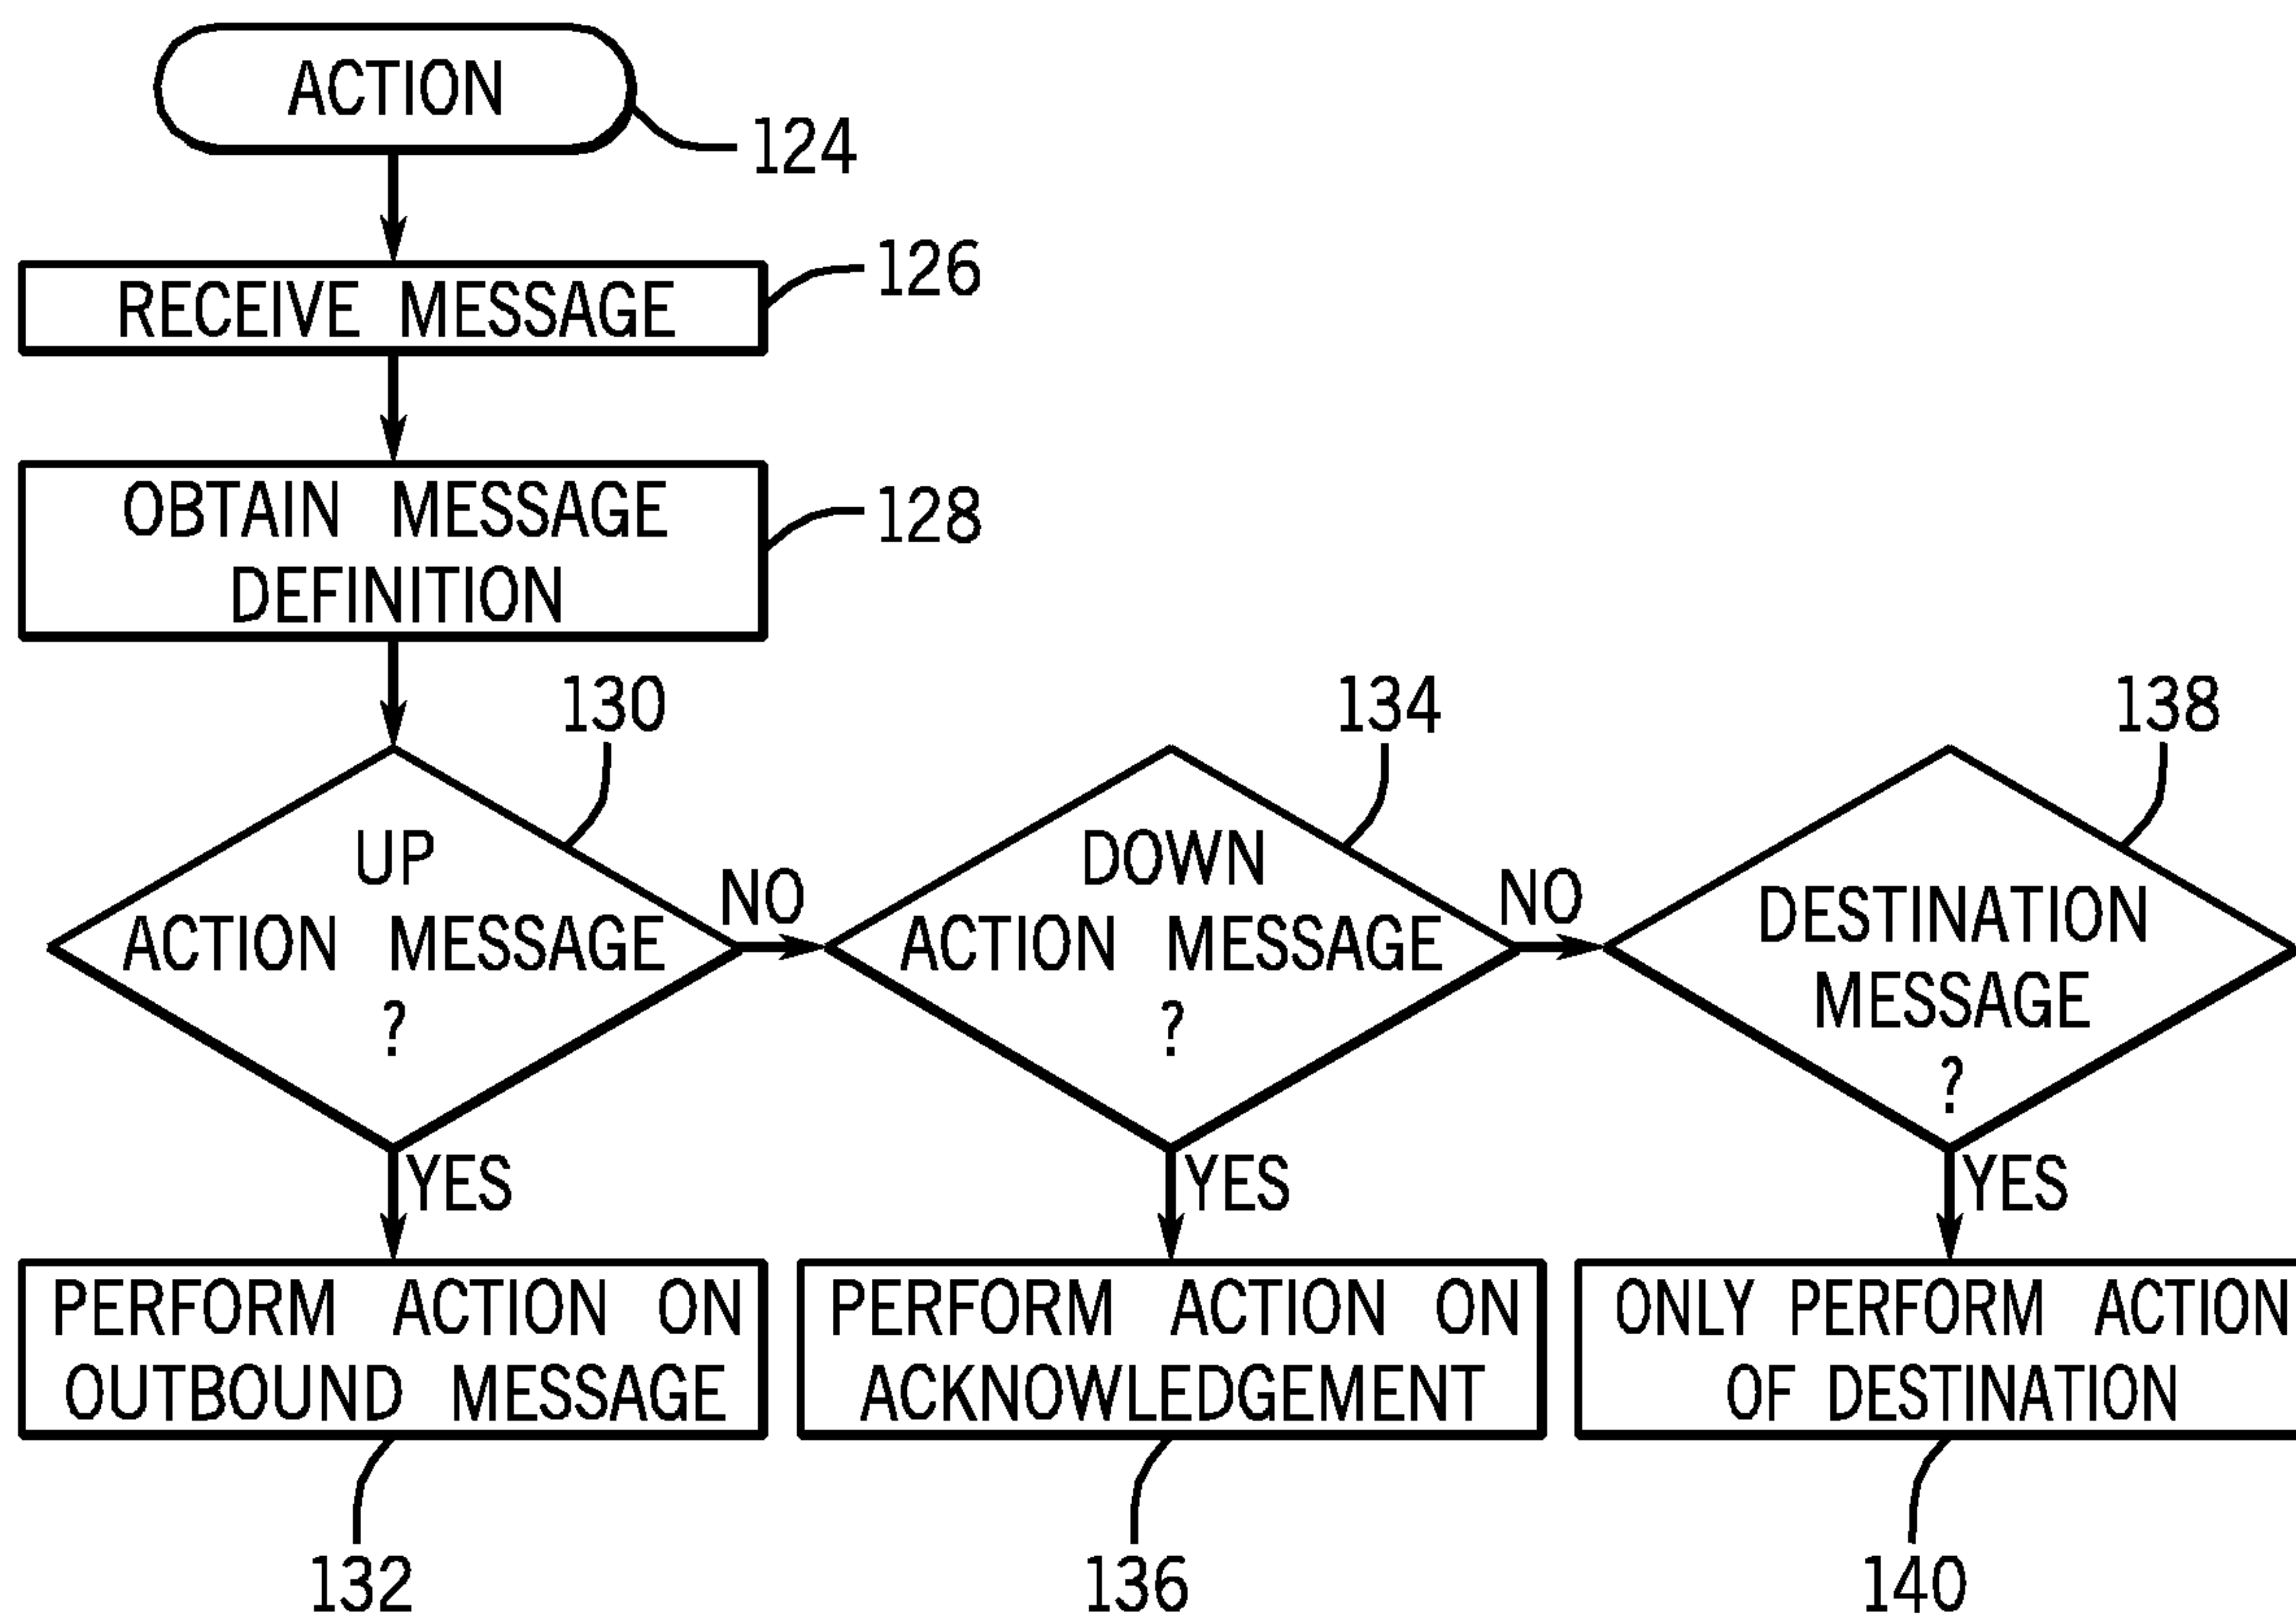 ACTION
124
RECEIVE MESSAGE
126
OBTAIN MESSAGE
DEFINITION
128
130
134
138
UP
ACTION MESSAGE
?
NO
DOWN
ACTION MESSAGE
?
NO
DESTINATION
MESSAGE
?
YES
YES
YES
PERFORM ACTION ON
OUTBOUND MESSAGE
PERFORM ACTION ON
ACKNOWLEDGEMENT
ONLY PERFORM ACTION
OF DESTINATION
132
136
140